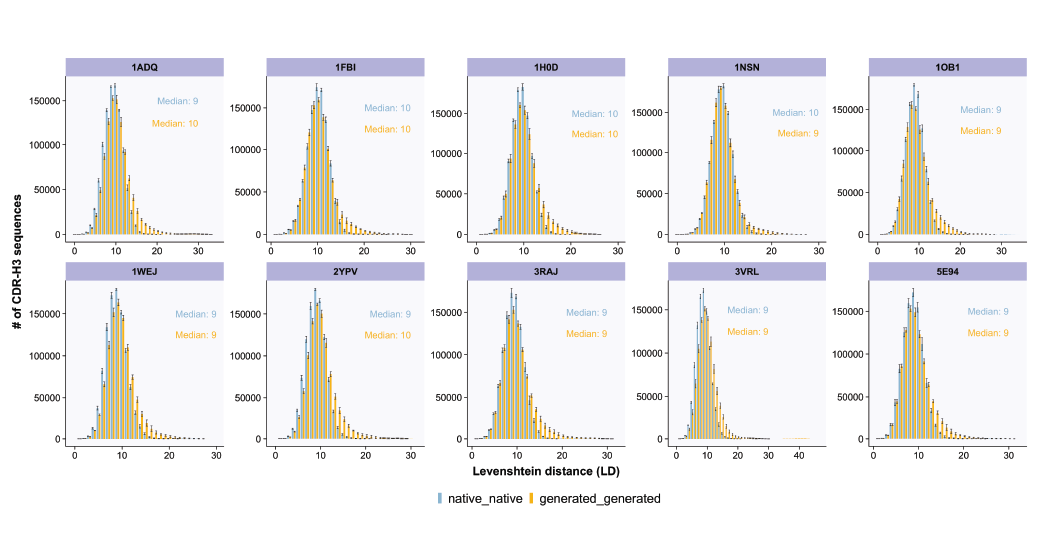 1ADQ 1FBI 1H0D 1NSN 1OB1
Median: 9 Median: 10 Median: 10 Median: 10 Median: 9
Median: 10 Median: 10 Median: 10 Median: 9 Median: 9
150000 150000 150000 150000 150000
100000 100000 100000 100000 100000
50000 50000 50000 50000 50000
0 0 0 0 0
0 10 20 30 0 10 20 30 0 10 20 30 0 10 20 30 0 10 20 30
# of CDR-H3 sequences
1WEJ 2YPV 3RAJ 3VRL 5E94
Median: 9 Median: 9 Median: 9 Median: 9 Median: 9
Median: 9 Median: 10 Median: 9 Median: 9 Median: 9
150000 150000 150000 150000 150000
100000 100000 100000 100000 100000
50000 50000 50000 50000 50000
0 0 0 0 0
0 10 20 0 10 20 30 0 10 20 30 0 10 20 30 40 0 10 20 30
Levenshtein distance (LD)
native_native generated_generated